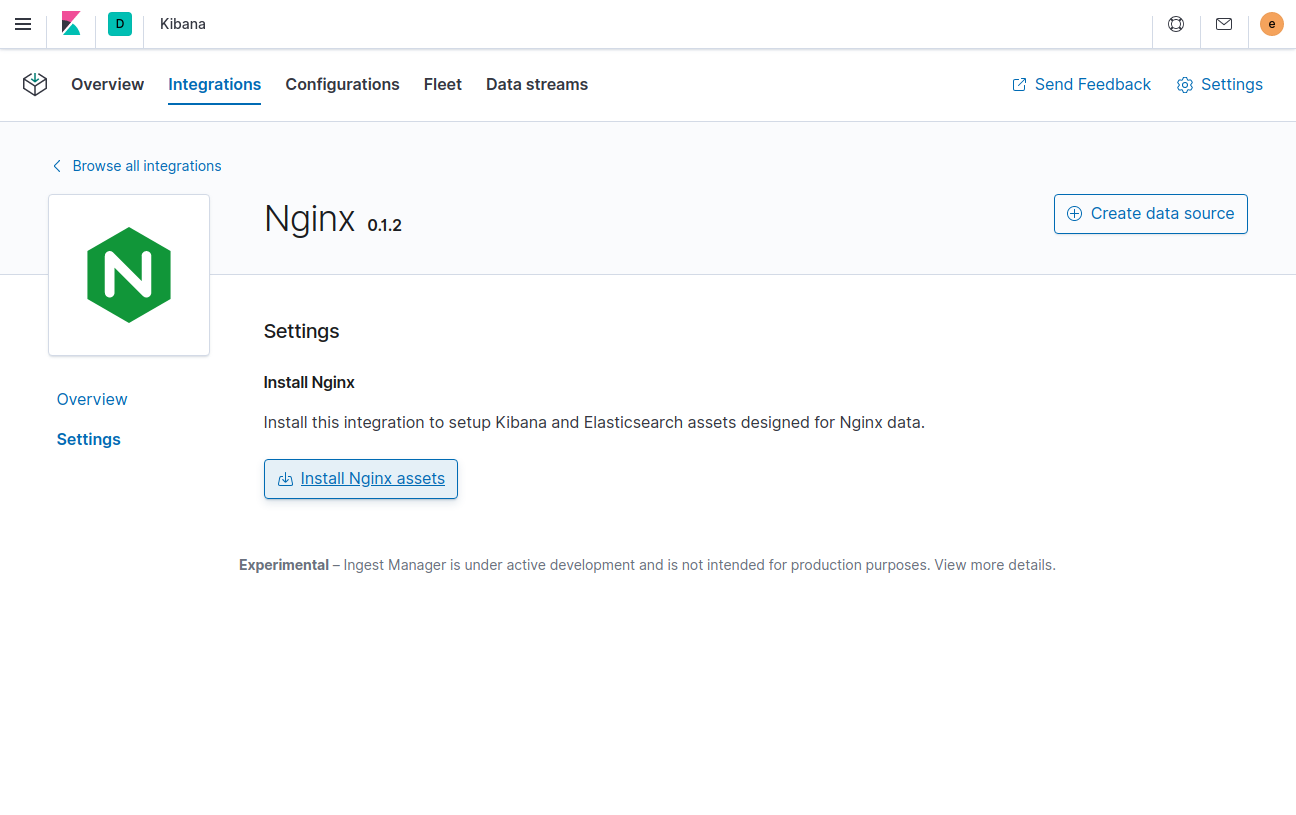 D Kibana e
Overview Integrations Configurations Fleet Data streams Send Feedback Settings
Browse all integrations
Nginx 0.1.2 Create data source
N
Settings
Install Nginx
Overview
Install this integration to setup Kibana and Elasticsearch assets designed for Nginx data.
Settings
Install Nginx assets
Experimental – Ingest Manager is under active development and is not intended for production purposes. View more details.